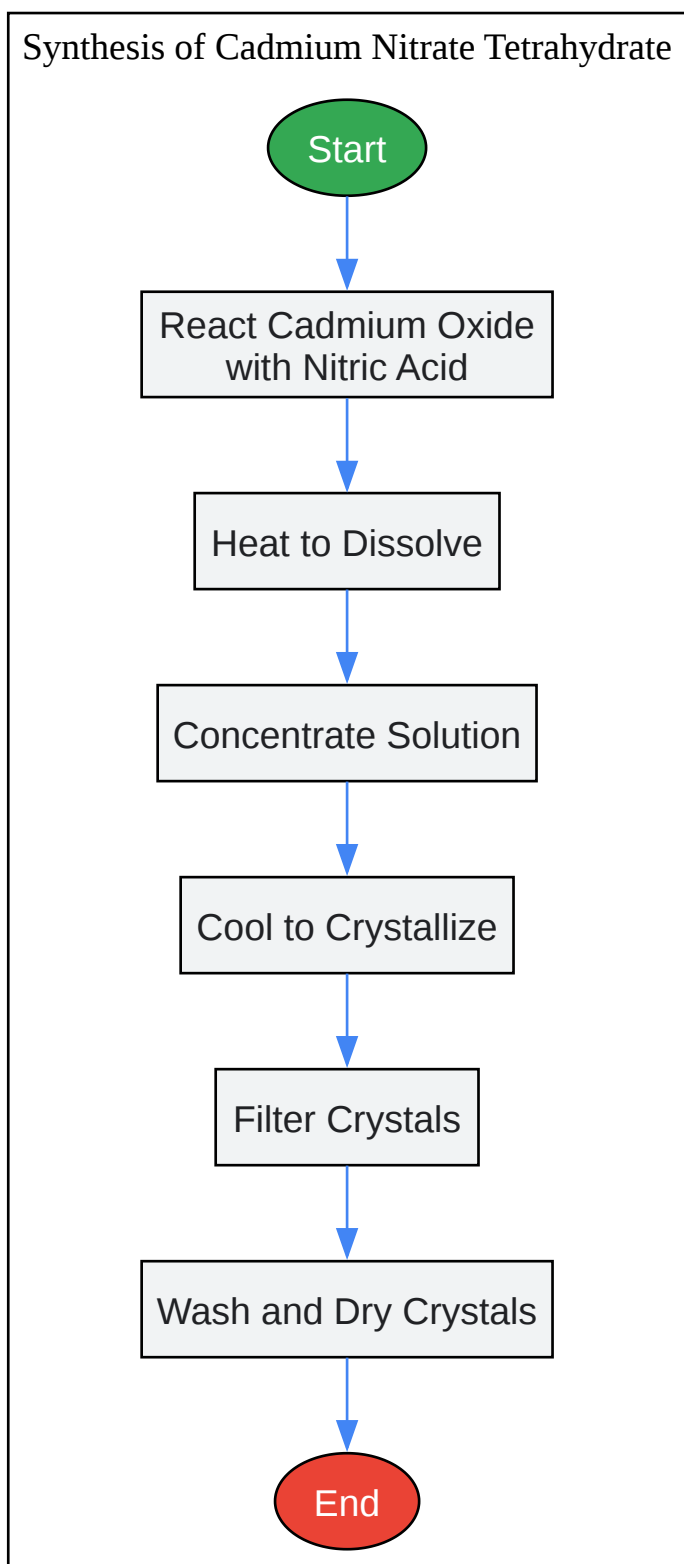 Synthesis of Cadmium Nitrate Tetrahydrate
Start
React Cadmium Oxide
with Nitric Acid
Heat to Dissolve
Concentrate Solution
Cool to Crystallize
Filter Crystals
Wash and Dry Crystals
End